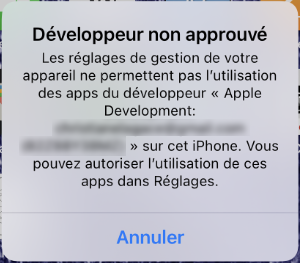 Développeur non approuvé
Les réglages de gestion de votre
appareil ne permettent pas l'utilisation
des apps du développeur « Apple
Development:
» sur cet iPhone. Vous
pouvez autoriser l'utilisation de ces
apps dans Réglages.
Annuler